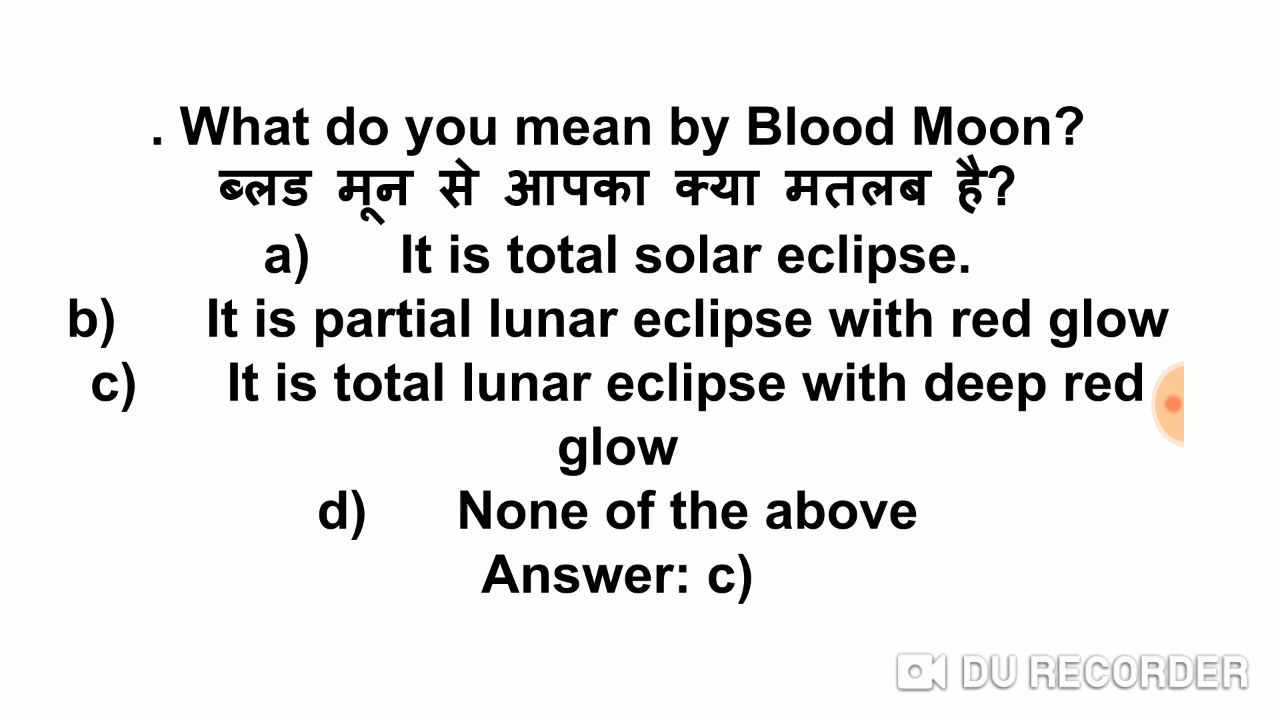 . What do you mean by Blood Moon?
ब्लड मून से आपका क्या मतलब है?
a) It is total solar eclipse.
b) It is partial lunar eclipse with red glow
c) It is total lunar eclipse with deep red
glow
d) None of the above
Answer: c)
DU RECORDER